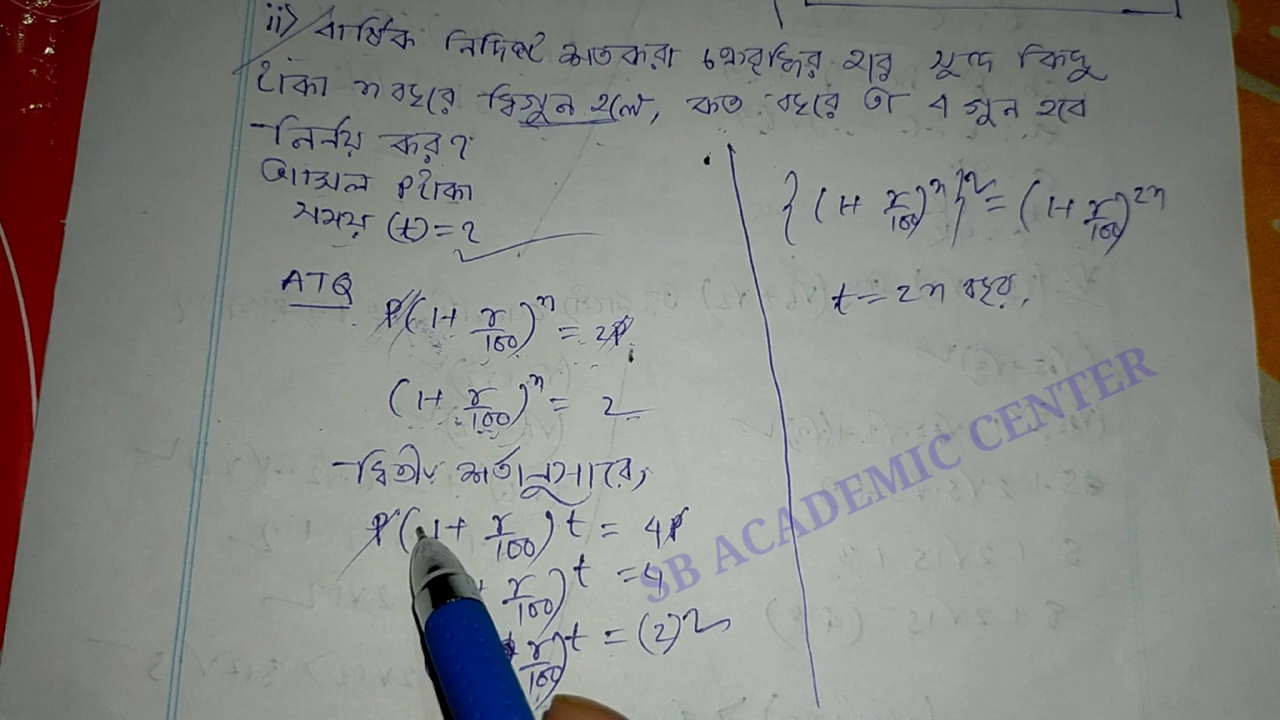 ii) বার্ষিক নির্দিষ্ট শতকরা চক্রবৃদ্ধির হার সুদে কিছু
টাকা n বছরে দ্বিগুন হলে, কত বছরে তা 4 গুন হবে
নির্নয় কর?
আসল P টাকা
সময় (t) = ?
ATQ
P(1+ r/100)^n = 2P
(1+ r/100)^n = 2
দ্বিতীয় শর্তানুসারে,
P(1+ r/100) t = 4P
r/100)^t = 4
r/100)^t = (2)^2
{(1+ r/100)^n}^2 = (1+ r/100)^2n
t = 2n বছর,
SB ACADEMIC CENTER